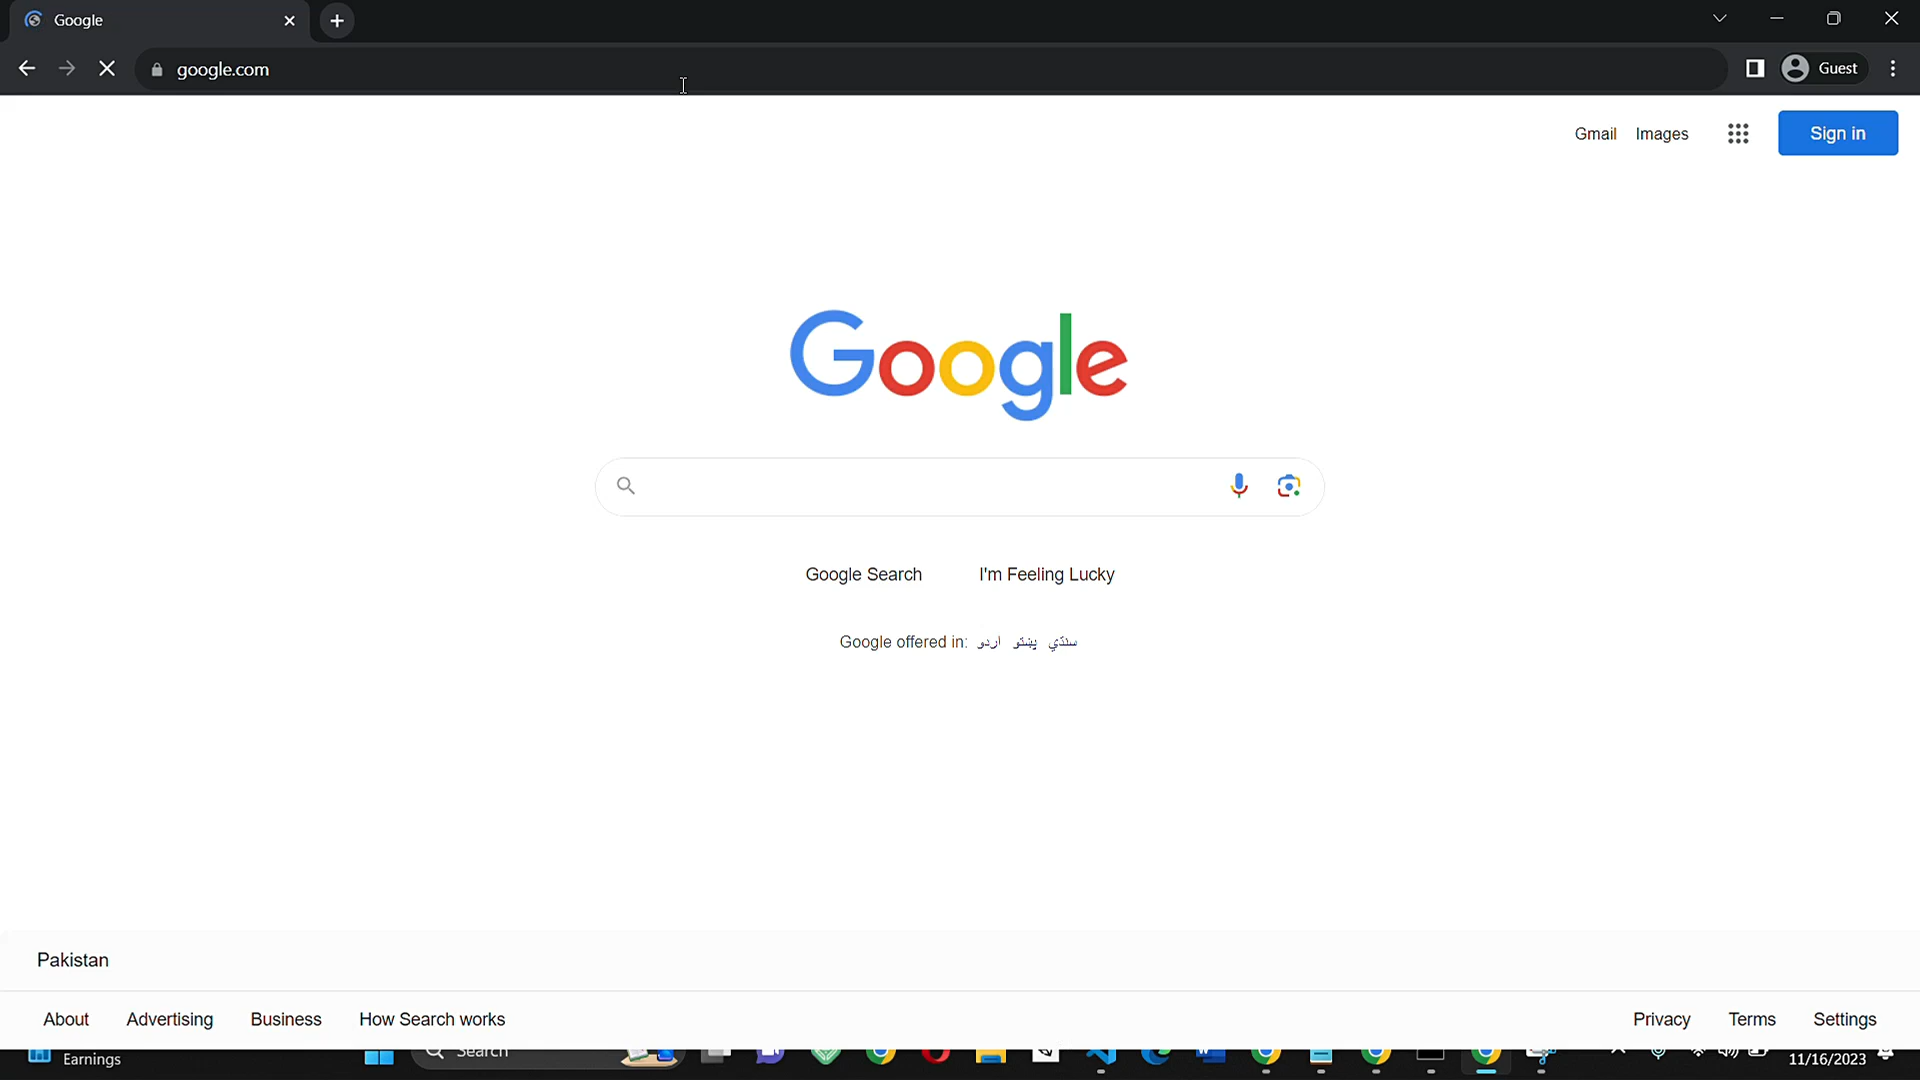 Google
google.com
Guest
Gmail Images
Sign in
Google
Google Search I'm Feeling Lucky
Google offered in: اردو پښتو سنڌي
Pakistan
About Advertising Business How Search works
Privacy Terms Settings
Earnings
Search
11/16/2023